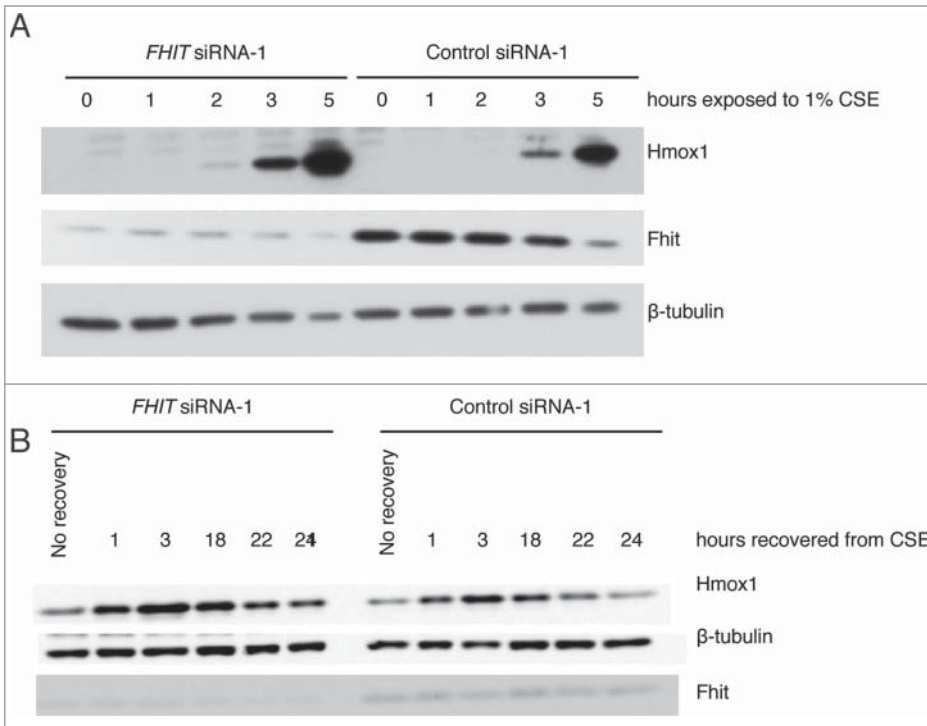 A
FHIT siRNA-1 Control siRNA-1
0 1 2 3 5 0 1 2 3 5 hours exposed to 1% CSE
Hmox1
Fhit
β-tubulin
FHIT siRNA-1 Control siRNA-1
B
No recovery 1 3 18 22 24 No recovery 1 3 18 22 24 hours recovered from CSE
Hmox1
β-tubulin
Fhit